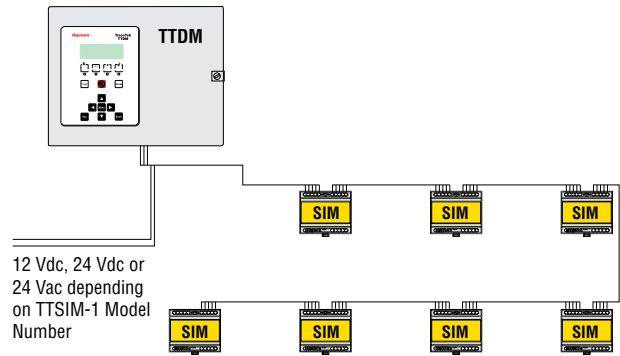 Raychem
TraceTek
TTDM
TTDM
SIM
SIM
SIM
12 Vdc, 24 Vdc or
24 Vac depending
on TTSIM-1 Model
Number
SIM
SIM
SIM
SIM